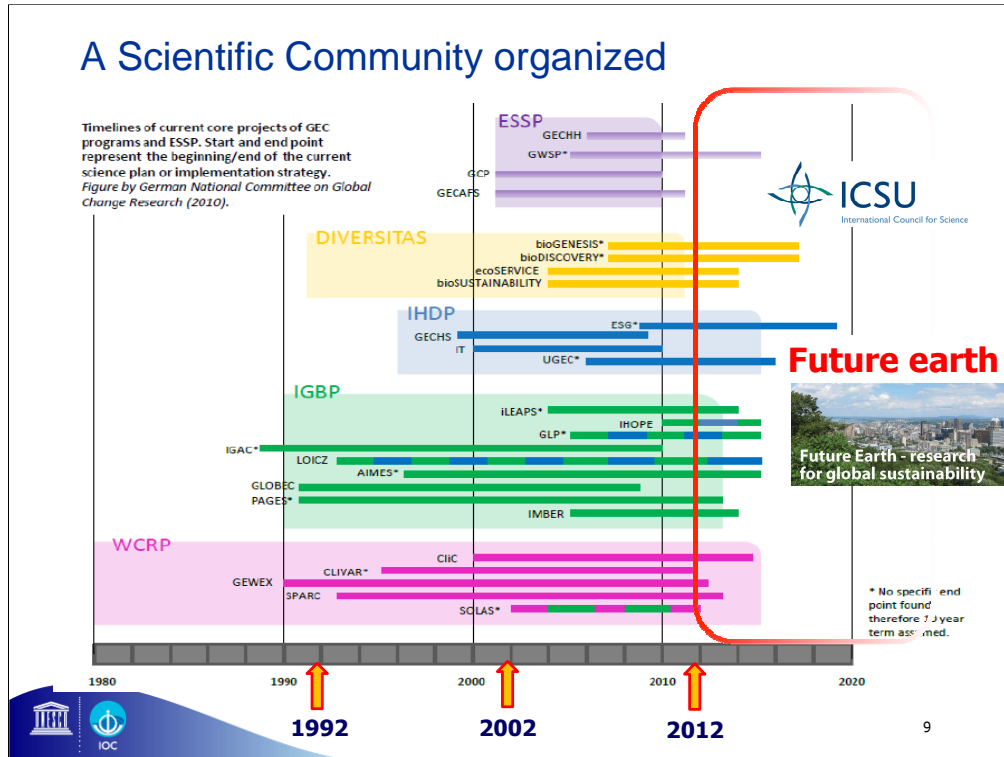 A Scientific Community organized
Timelines of current core projects of GEC
programs and ESSP. Start and end point
represent the beginning/end of the current
science plan or implementation strategy.
Figure by German National Committee on Global
Change Research (2010).
ESSP
GECHH
GWSP*
GCP
GECAFS
ICSU
International Council for Science
DIVERSITAS
bioGENESIS*
bioDISCOVERY*
ecoSERVICE
bioSUSTAINABILITY
IHDP
ESG*
GECHS
IT
UGEC*
Future earth
Future Earth - research
for global sustainability
IGBP
iLEAPS*
IHOPE
GLP*
IGAC*
LOICZ
AIMES*
GLOBEC
PAGES*
IMBER
WCRP
CliC
CLIVAR*
GEWEX
SPARC
SOLAS*
* No specific end
point found
therefore year
term assumed.
1980
1990
2000
2010
2020
1992
2002
2012
UNESCO
IOC
9